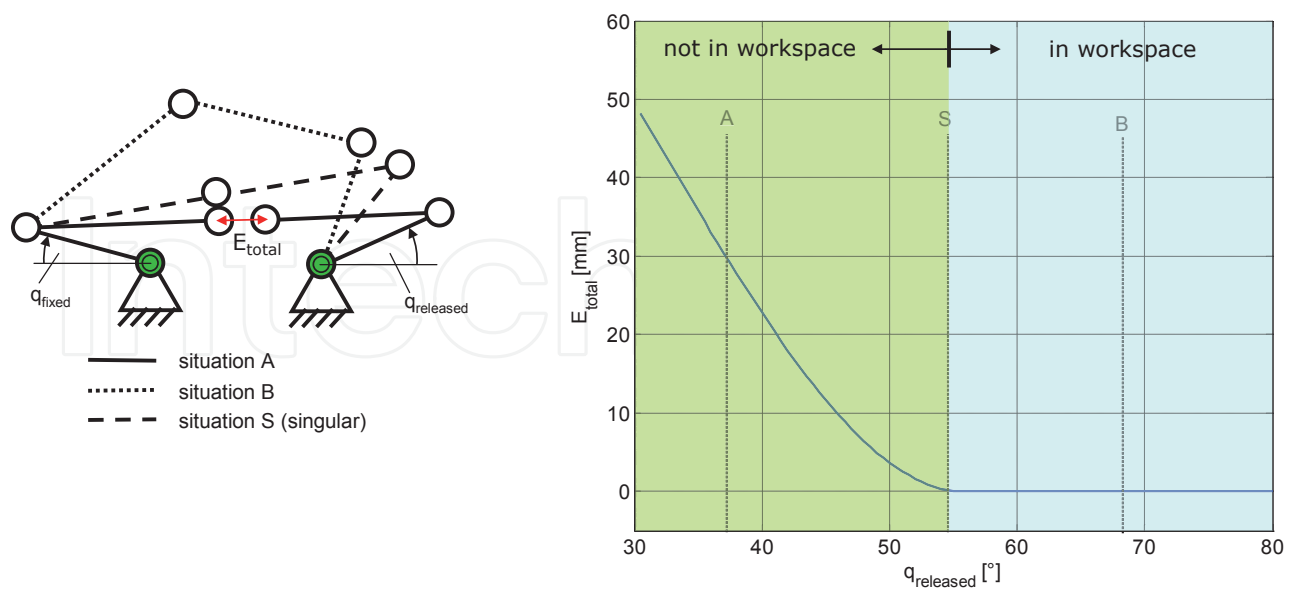 E_total
q_fixed
q_released
situation A
situation B
situation S (singular)
Intech
not in workspace
in workspace
A
S
B
60
50
40
30
20
10
0
E_total [mm]
30 40 50 60 70 80
q_released [°]